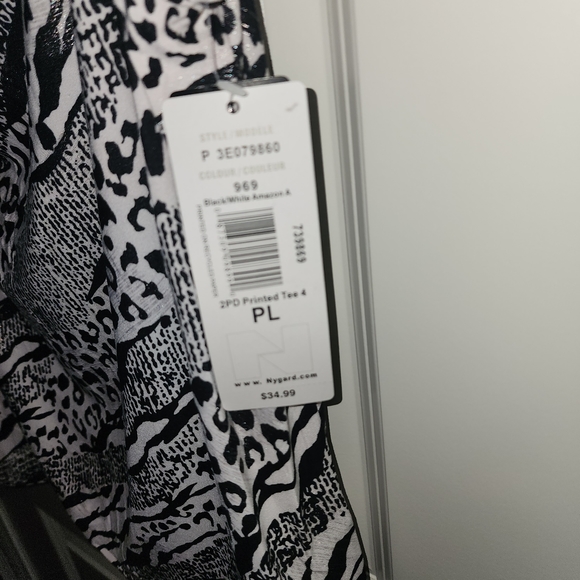 STYLE/MODELE
P 3E079860
COLOUR/COULEUR
969
Black/White Amazon A
739869
2PD Printed Tee 4
PL
www. Nygard.com
$34.99